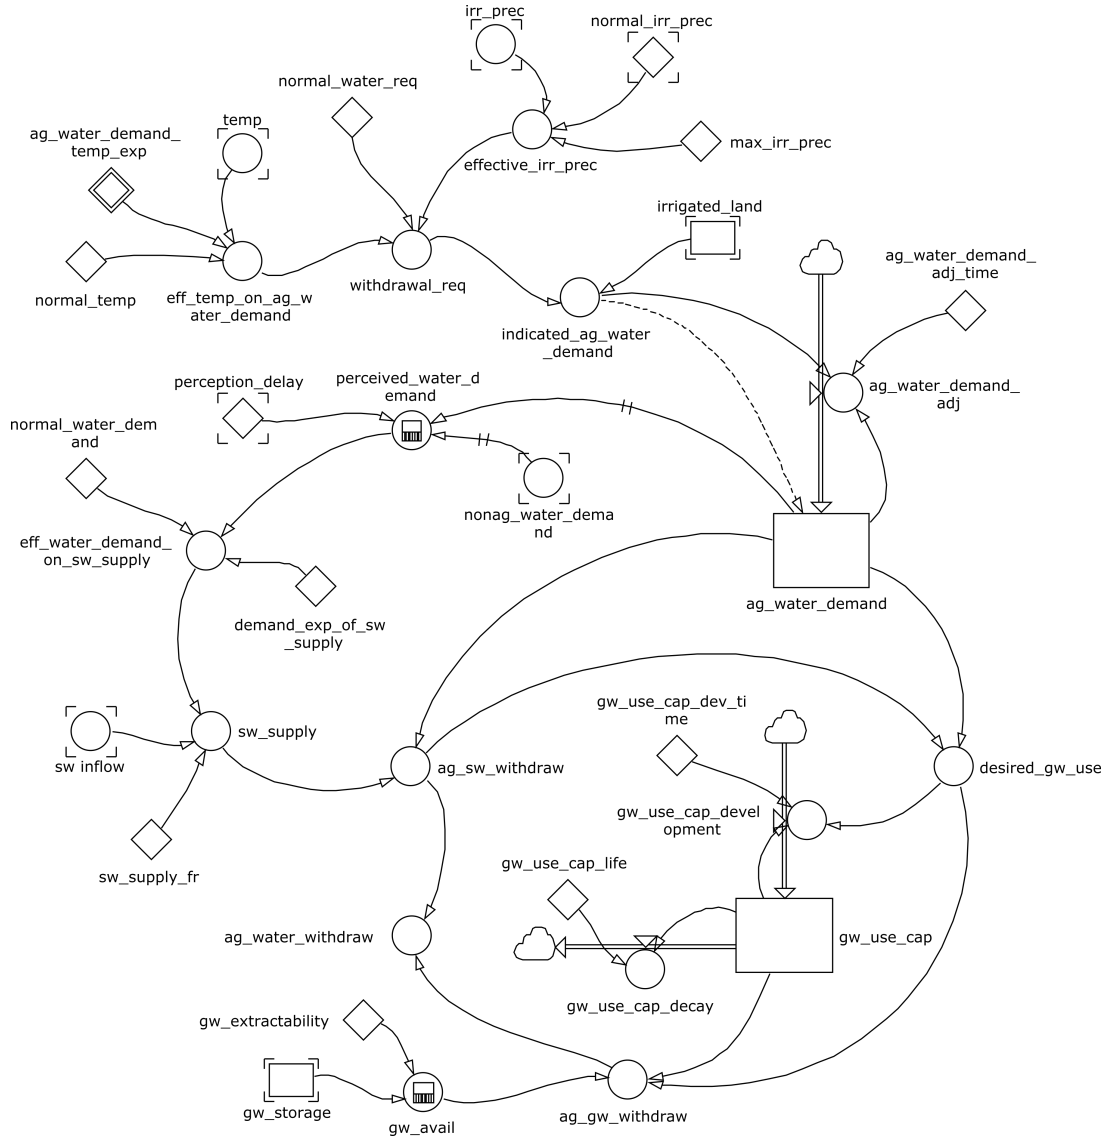 irr_prec
normal_irr_prec
normal_water_req
ag_water_demand_
temp_exp
temp
max_irr_prec
effective_irr_prec
irrigated_land
ag_water_demand_
adj_time
normal_temp
eff_temp_on_ag_w
ater_demand
withdrawal_req
indicated_ag_water
_demand
perception_delay
perceived_water_d
emand
ag_water_demand_
adj
normal_water_dem
and
nonag_water_dema
nd
eff_water_demand_
on_sw_supply
ag_water_demand
demand_exp_of_sw
_supply
gw_use_cap_dev_ti
me
sw_supply
sw inflow
ag_sw_withdraw
desired_gw_use
gw_use_cap_devel
opment
gw_use_cap_life
sw_supply_fr
ag_water_withdraw
gw_use_cap
gw_use_cap_decay
gw_extractability
gw_storage
gw_avail
ag_gw_withdraw